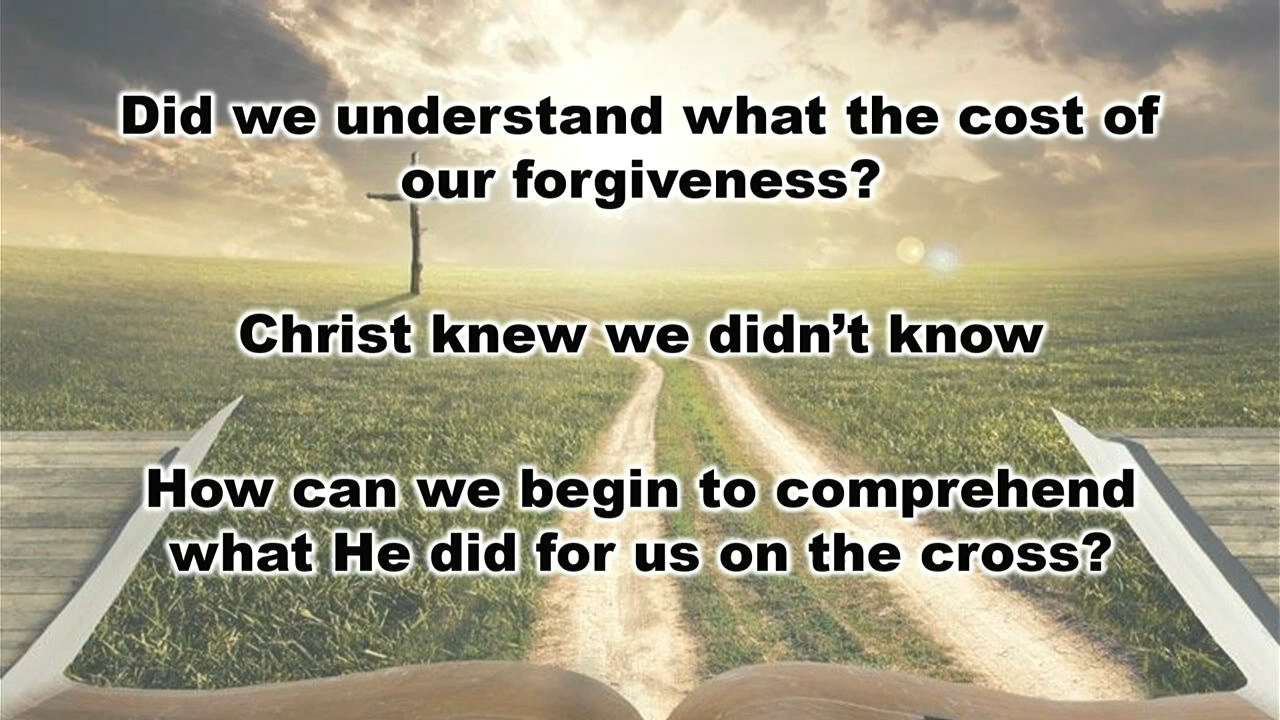 Did we understand what the cost of
our forgiveness?
Christ knew we didn’t know
How can we begin to comprehend
what He did for us on the cross?